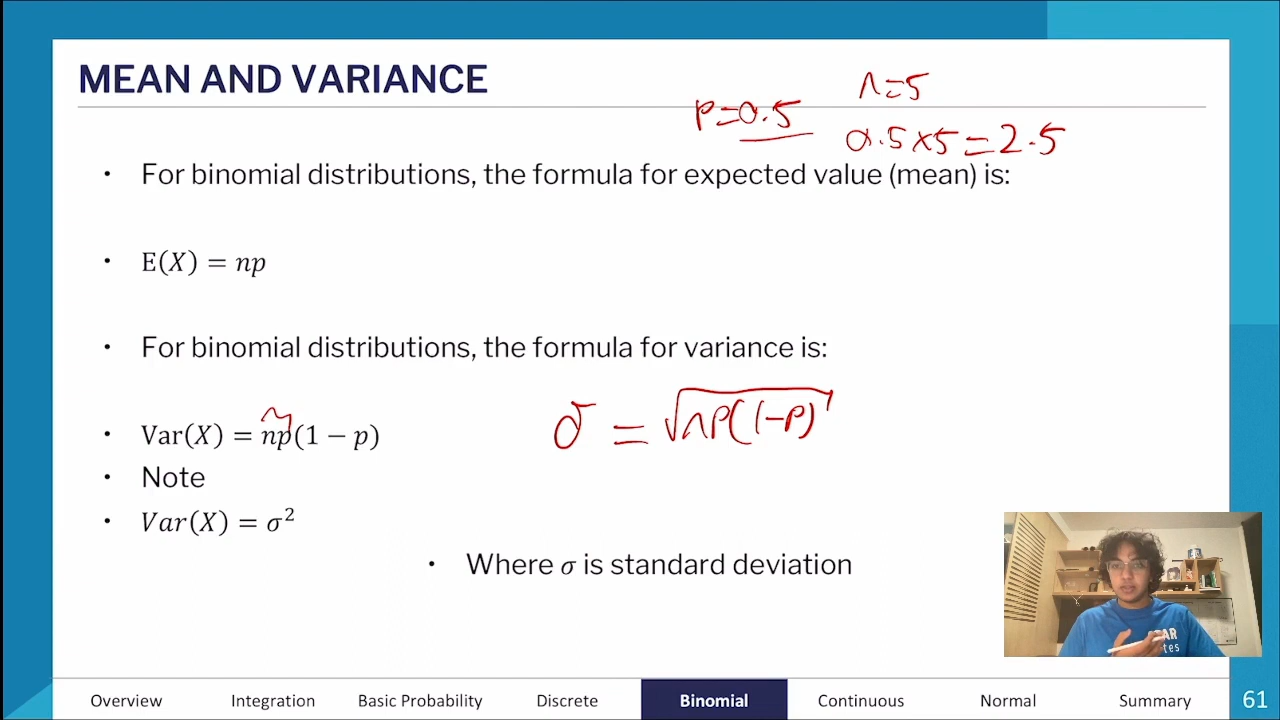 MEAN AND VARIANCE
n=5
p=0.5
0.5×5=2.5
• For binomial distributions, the formula for expected value (mean) is:
• E(X) = np
• For binomial distributions, the formula for variance is:
• Var(X) = np(1 − p)
σ = √np(1-p)
• Note
• Var(X) = σ²
• Where σ is standard deviation
Overview Integration Basic Probability Discrete Binomial Continuous Normal Summary 61